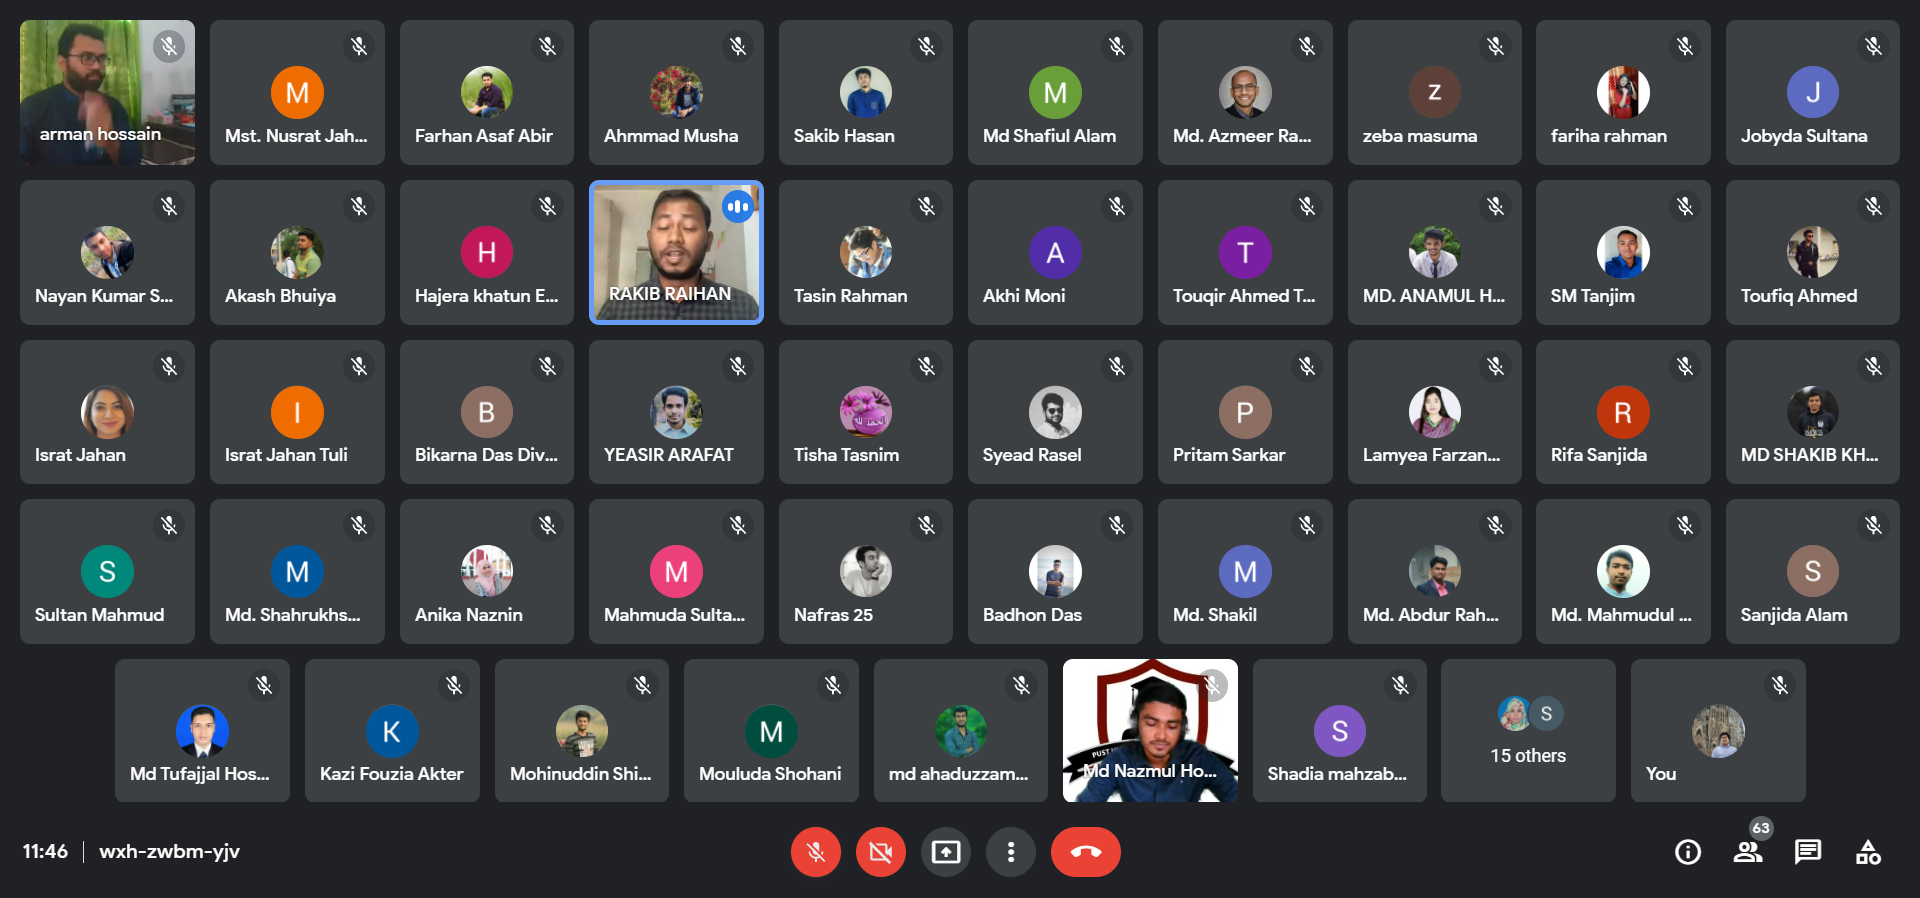 arman hossain
M
Mst. Nusrat Jah...
Farhan Asaf Abir
Ahmmad Musha
Sakib Hasan
M
Md Shafiul Alam
Md. Azmeer Ra...
z
zeba masuma
fariha rahman
J
Jobyda Sultana
Nayan Kumar S...
Akash Bhuiya
H
Hajera khatun E...
RAKIB RAIHAN
Tasin Rahman
A
Akhi Moni
T
Touqir Ahmed T...
MD. ANAMUL H...
SM Tanjim
Toufiq Ahmed
Israt Jahan
I
Israt Jahan Tuli
B
Bikarna Das Div...
YEASIR ARAFAT
الحمد لله
Tisha Tasnim
Syead Rasel
P
Pritam Sarkar
Lamyea Farzan...
R
Rifa Sanjida
MD SHAKIB KH...
S
Sultan Mahmud
M
Md. Shahrukhs...
Anika Naznin
M
Mahmuda Sulta...
Nafras 25
Badhon Das
M
Md. Shakil
Md. Abdur Rah...
Md. Mahmudul ...
S
Sanjida Alam
Md Tufajjal Hos...
K
Kazi Fouzia Akter
Mohinuddin Shi...
M
Mouluda Shohani
md ahaduzzam...
PUST
Md Nazmul Ho...
S
Shadia mahzab...
S
15 others
You
11:46 | wxh-zwbm-yjv
63